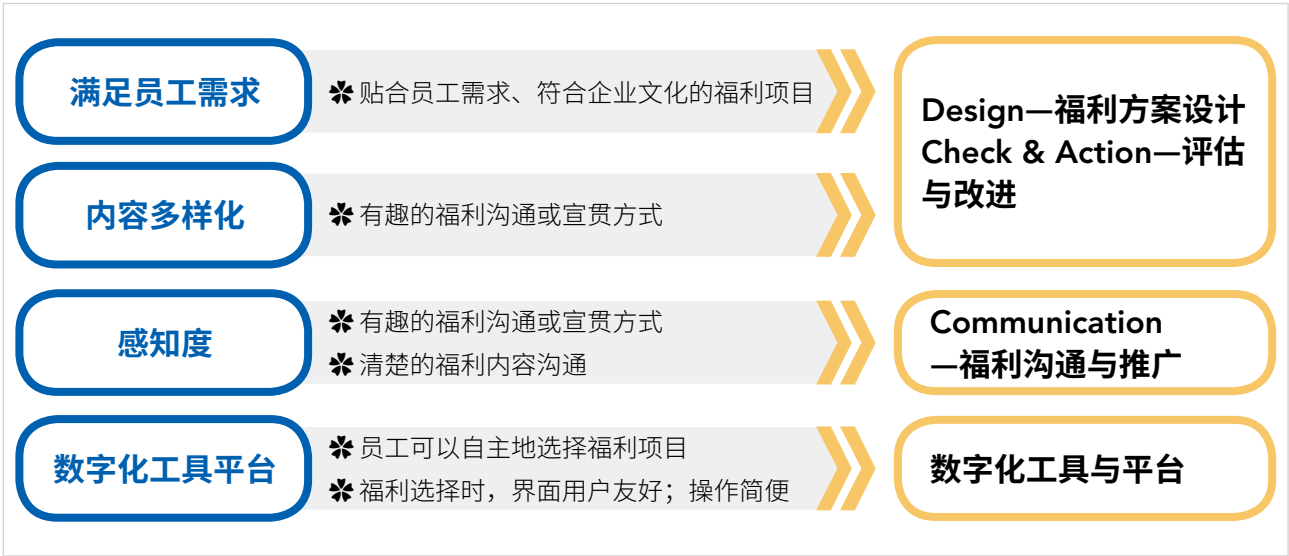 满足员工需求
✽ 贴合员工需求、符合企业文化的福利项目
内容多样化
✽ 有趣的福利沟通或宣贯方式
Design—福利方案设计
Check & Action—评估
与改进
感知度
✽ 有趣的福利沟通或宣贯方式
✽ 清楚的福利内容沟通
Communication
—福利沟通与推广
数字化工具平台
✽ 员工可以自主地选择福利项目
✽ 福利选择时，界面用户友好；操作简便
数字化工具与平台